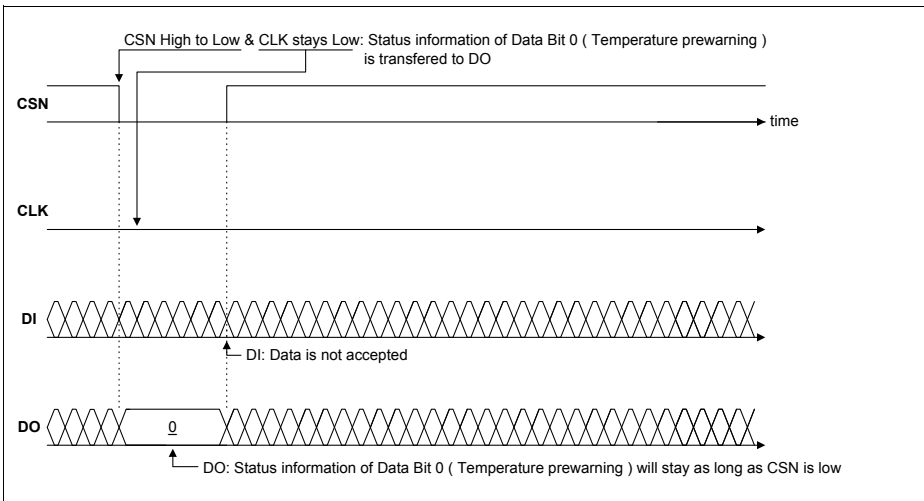 CSN High to Low & CLK stays Low: Status information of Data Bit 0 ( Temperature prewarning )
is transfered to DO
CSN
time
CLK
DI
DI: Data is not accepted
DO
0
DO: Status information of Data Bit 0 ( Temperature prewarning ) will stay as long as CSN is low